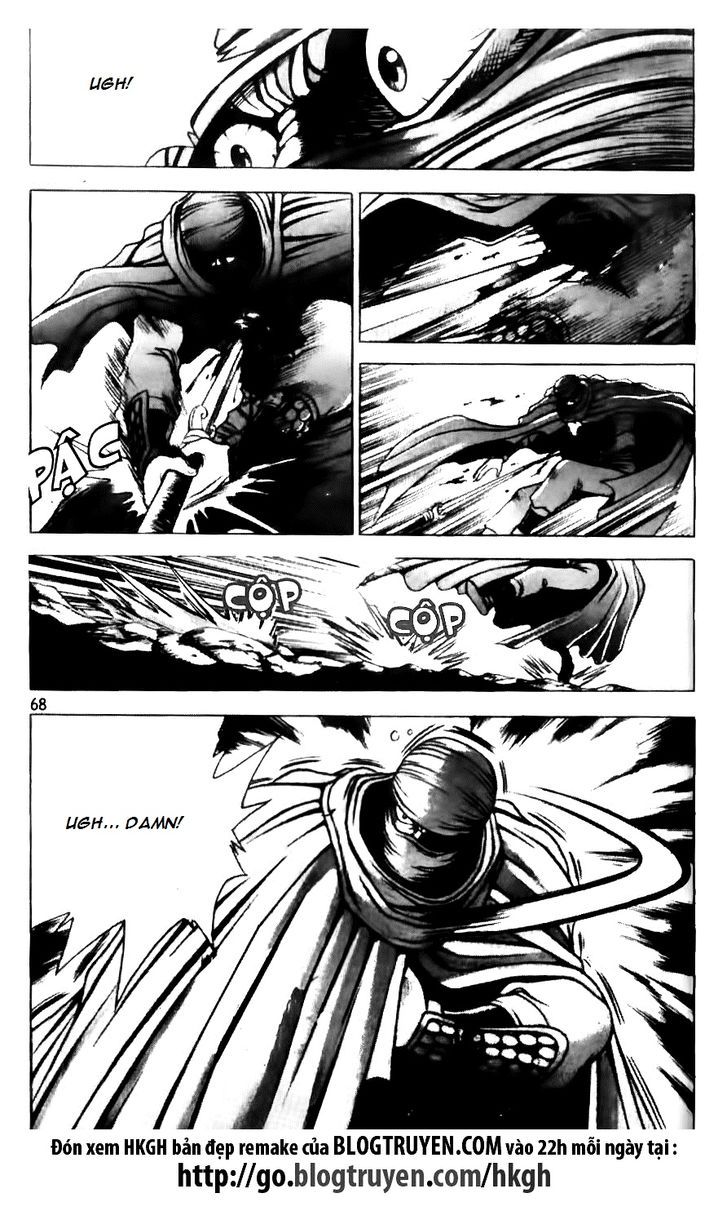 UGH!
PẬC
CỘP
CỘP
68
UGH... DAMN!
Đón xem HKGH bản đẹp remake của BLOGTRUYEN.COM vào 22h mỗi ngày tại :
http://go.blogtruyen.com/hkgh